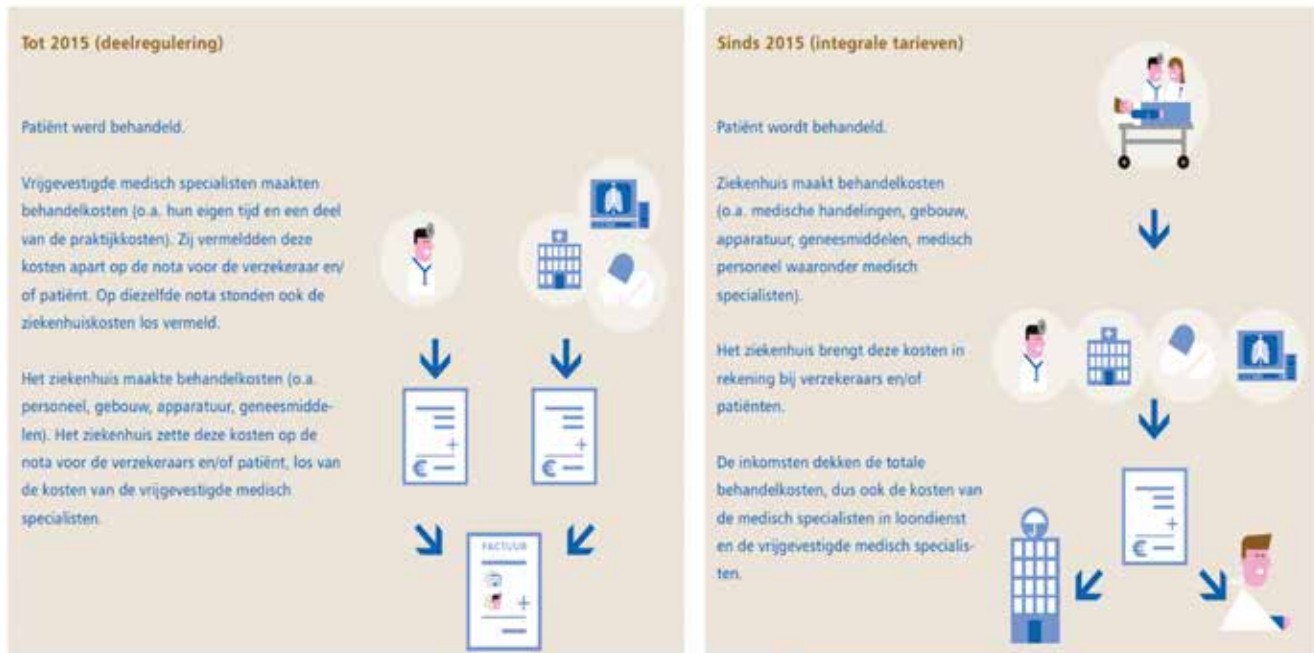 Tot 2015 (deelregulering)
Patiënt werd behandeld.
Vrijgevestigde medisch specialisten maakten
behandelkosten (o.a. hun eigen tijd en een deel
van de praktijkkosten). Zij vermeldden deze
kosten apart op de nota voor de verzekeraar en/
of patiënt. Op diezelfde nota stonden ook de
ziekenhuiskosten los vermeld.
Het ziekenhuis maakte behandelkosten (o.a.
personeel, gebouw, apparatuur, geneesmidde-
len). Het ziekenhuis zette deze kosten op de
nota voor de verzekeraars en/of patiënt, los van
de kosten van de vrijgevestigde medisch
specialisten.
+
€
+
€
FACTUUR
+
Sinds 2015 (integrale tarieven)
Patiënt wordt behandeld.
Ziekenhuis maakt behandelkosten
(o.a. medische handelingen, gebouw,
apparatuur, geneesmiddelen, medisch
personeel waaronder medisch
specialisten).
Het ziekenhuis brengt deze kosten in
rekening bij verzekeraars en/of
patiënten.
De inkomsten dekken de totale
behandelkosten, dus ook de kosten van
de medisch specialisten in loondienst
en de vrijgevestigde medisch specialis-
ten.
+
€